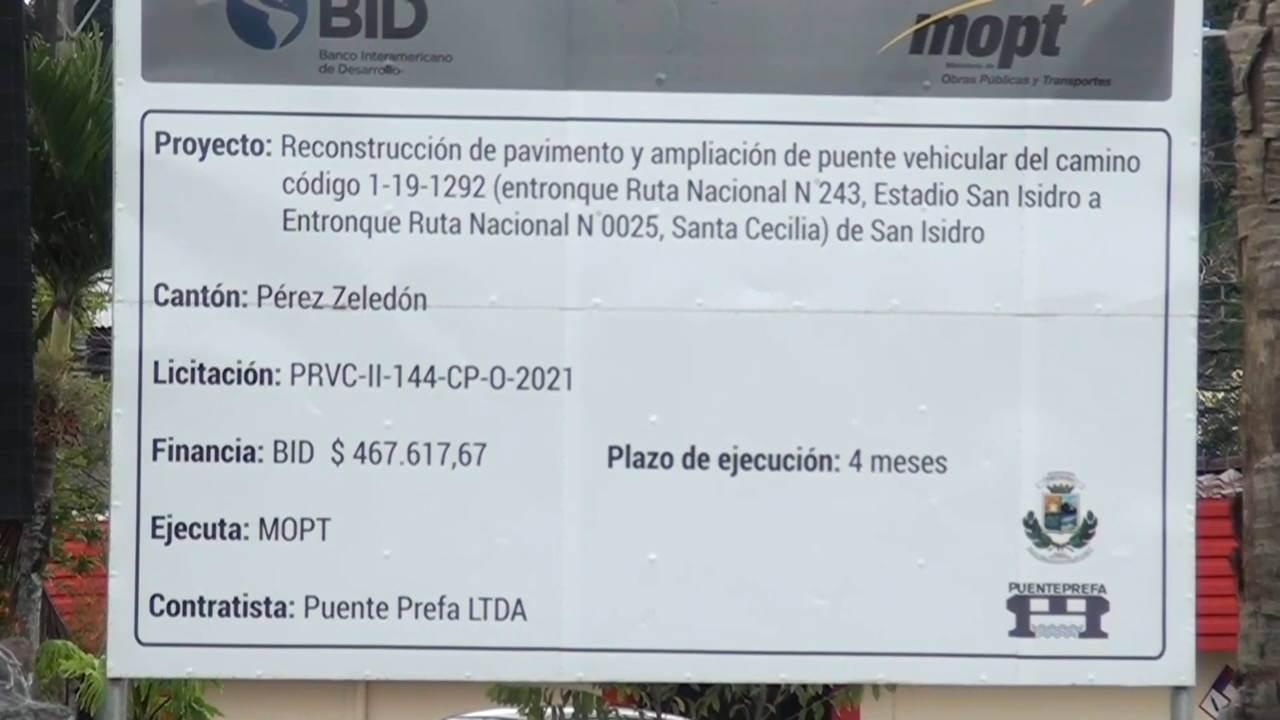 BID
Banco Interamericano
de Desarrollo
mopt
Ministerio de
Obras Públicas y Transportes
Proyecto: Reconstrucción de pavimento y ampliación de puente vehicular del camino
código 1-19-1292 (entronque Ruta Nacional N°243, Estadio San Isidro a
Entronque Ruta Nacional N°0025, Santa Cecilia) de San Isidro
Cantón: Pérez Zeledón
Licitación: PRVC-II-144-CP-O-2021
Financia: BID $ 467.617,67
Plazo de ejecución: 4 meses
Ejecuta: MOPT
Contratista: Puente Prefa LTDA
PUENTEPREFA